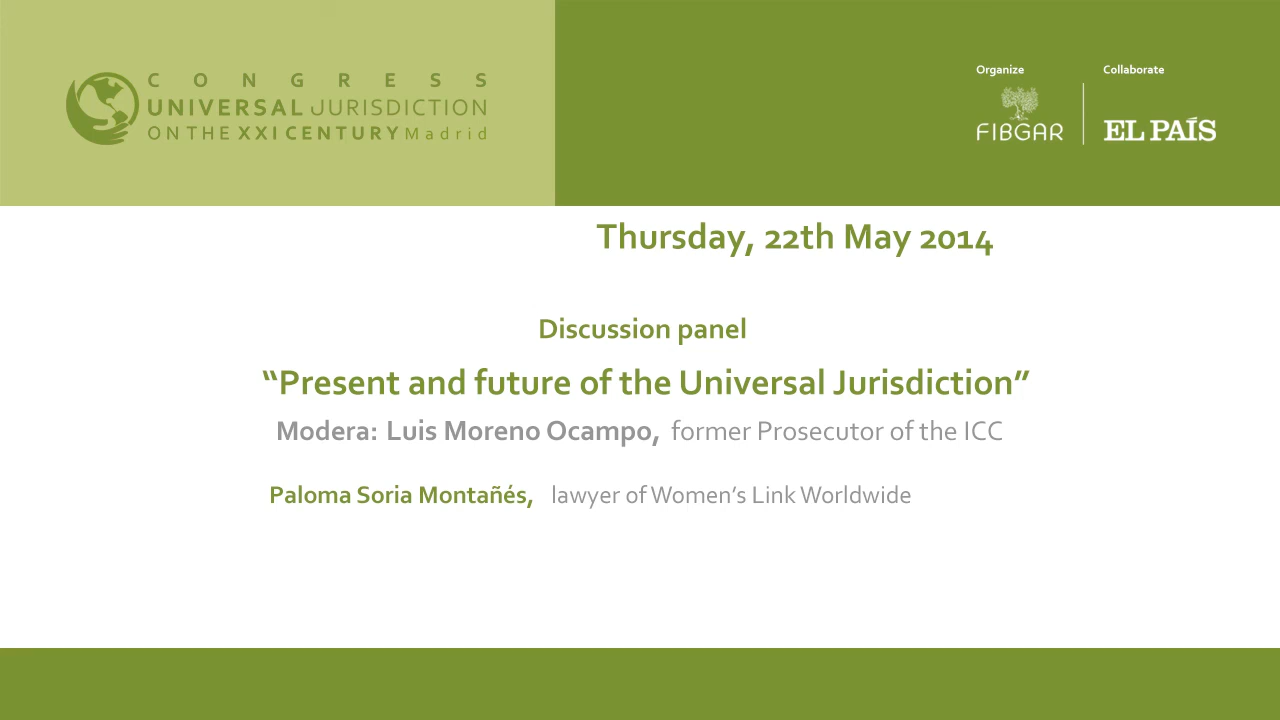 C O N G R E S S
UNIVERSAL JURISDICTION
ON THE XXI CENTURY Madrid
Organize
Collaborate
FIBGAR
EL PAÍS
Thursday, 22th May 2014
Discussion panel
“Present and future of the Universal Jurisdiction”
Modera: Luis Moreno Ocampo, former Prosecutor of the ICC
Paloma Soria Montañés, lawyer of Women’s Link Worldwide